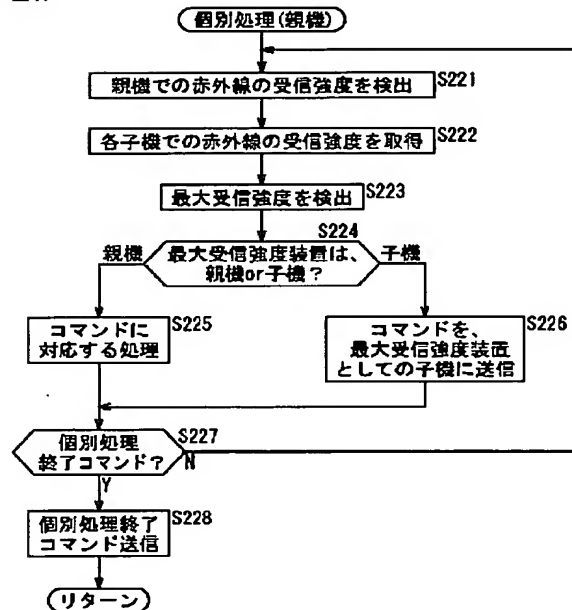 個別処理(親機)
親機での赤外線の受信強度を検出
S221
各子機での赤外線の受信強度を取得
S222
最大受信強度を検出
S223
S224
最大受信強度装置は、
親機or子機？
親機
子機
コマンドに
対応する処理
S225
コマンドを、
最大受信強度装置
としての子機に送信
S226
個別処理
終了コマンド？
S227
N
Y
個別処理終了
コマンド送信
S228
リターン